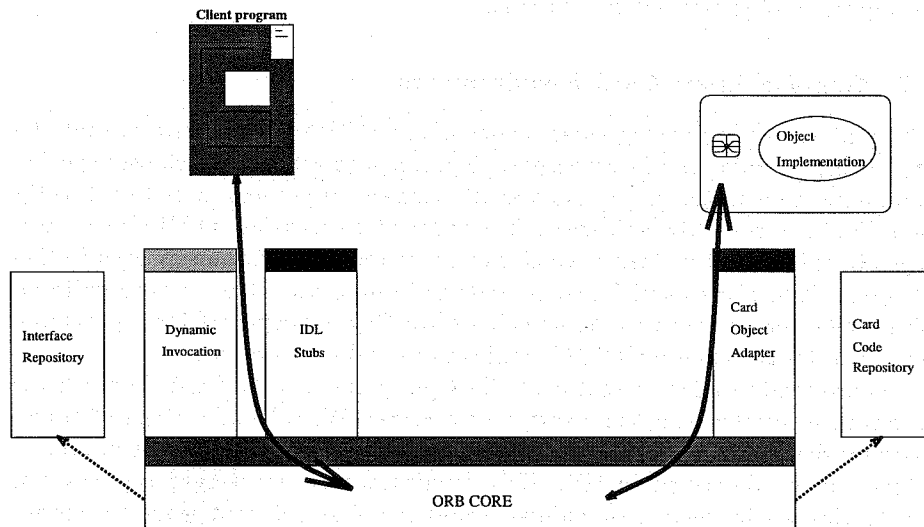 Client program
Object
Implementation
Interface
Repository
Dynamic
Invocation
IDL
Stubs
Card
Object
Adapter
Card
Code
Repository
ORB CORE